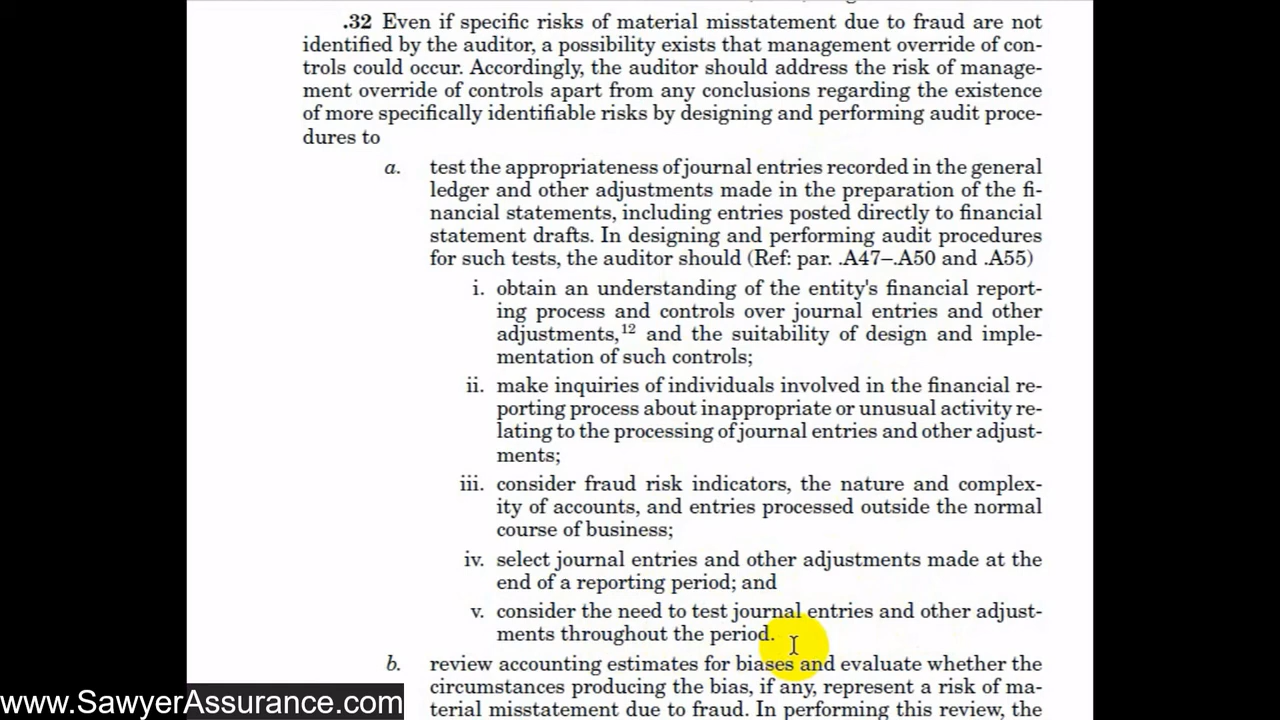 .32 Even if specific risks of material misstatement due to fraud are not
identified by the auditor, a possibility exists that management override of con-
trols could occur. Accordingly, the auditor should address the risk of manage-
ment override of controls apart from any conclusions regarding the existence
of more specifically identifiable risks by designing and performing audit proce-
dures to
a. test the appropriateness of journal entries recorded in the general
ledger and other adjustments made in the preparation of the fi-
nancial statements, including entries posted directly to financial
statement drafts. In designing and performing audit procedures
for such tests, the auditor should (Ref: par. .A47–.A50 and .A55)
i. obtain an understanding of the entity's financial report-
ing process and controls over journal entries and other
adjustments,¹² and the suitability of design and imple-
mentation of such controls;
ii. make inquiries of individuals involved in the financial re-
porting process about inappropriate or unusual activity re-
lating to the processing of journal entries and other adjust-
ments;
iii. consider fraud risk indicators, the nature and complex-
ity of accounts, and entries processed outside the normal
course of business;
iv. select journal entries and other adjustments made at the
end of a reporting period; and
v. consider the need to test journal entries and other adjust-
ments throughout the period.
b. review accounting estimates for biases and evaluate whether the
circumstances producing the bias, if any, represent a risk of ma-
terial misstatement due to fraud. In performing this review, the
www.SawyerAssurance.com